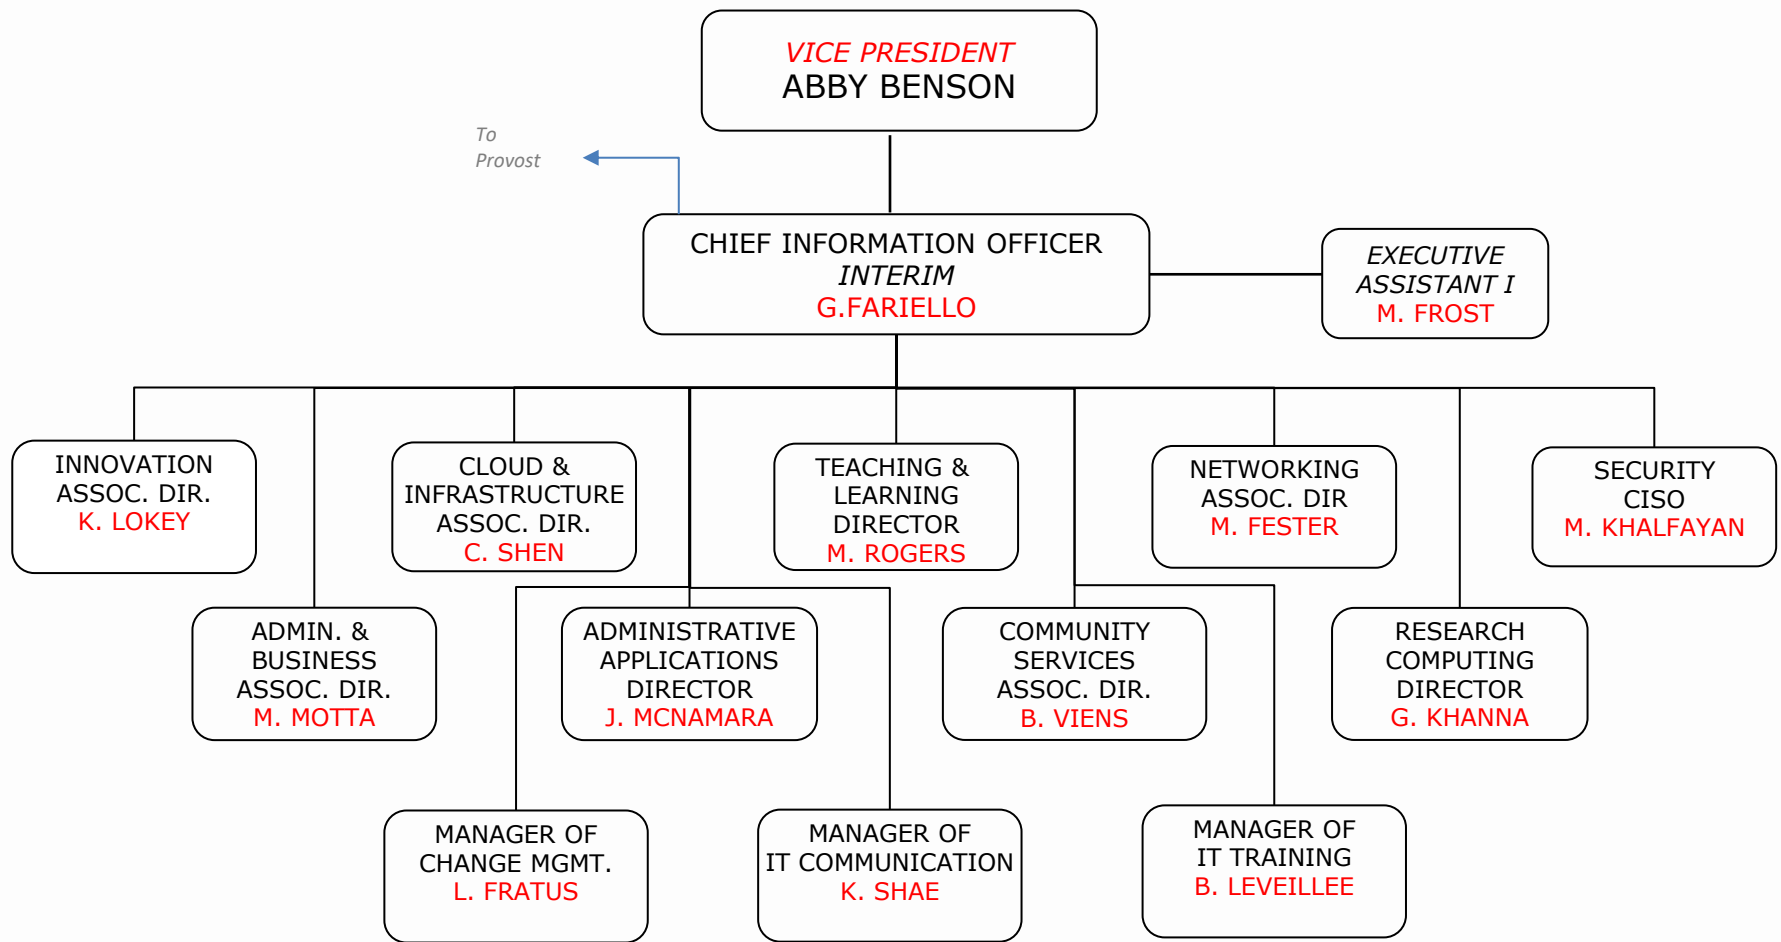 VICE PRESIDENT
ABBY BENSON
To
Provost
CHIEF INFORMATION OFFICER
INTERIM
G.FARIELLO
EXECUTIVE
ASSISTANT I
M. FROST
INNOVATION
ASSOC. DIR.
K. LOKEY
CLOUD &
INFRASTRUCTURE
ASSOC. DIR.
C. SHEN
TEACHING &
LEARNING
DIRECTOR
M. ROGERS
NETWORKING
ASSOC. DIR
M. FESTER
SECURITY
CISO
M. KHALFAYAN
ADMIN. &
BUSINESS
ASSOC. DIR.
M. MOTTA
ADMINISTRATIVE
APPLICATIONS
DIRECTOR
J. MCNAMARA
COMMUNITY
SERVICES
ASSOC. DIR.
B. VIENS
RESEARCH
COMPUTING
DIRECTOR
G. KHANNA
MANAGER OF
CHANGE MGMT.
L. FRATUS
MANAGER OF
IT COMMUNICATION
K. SHAE
MANAGER OF
IT TRAINING
B. LEVEILLEE